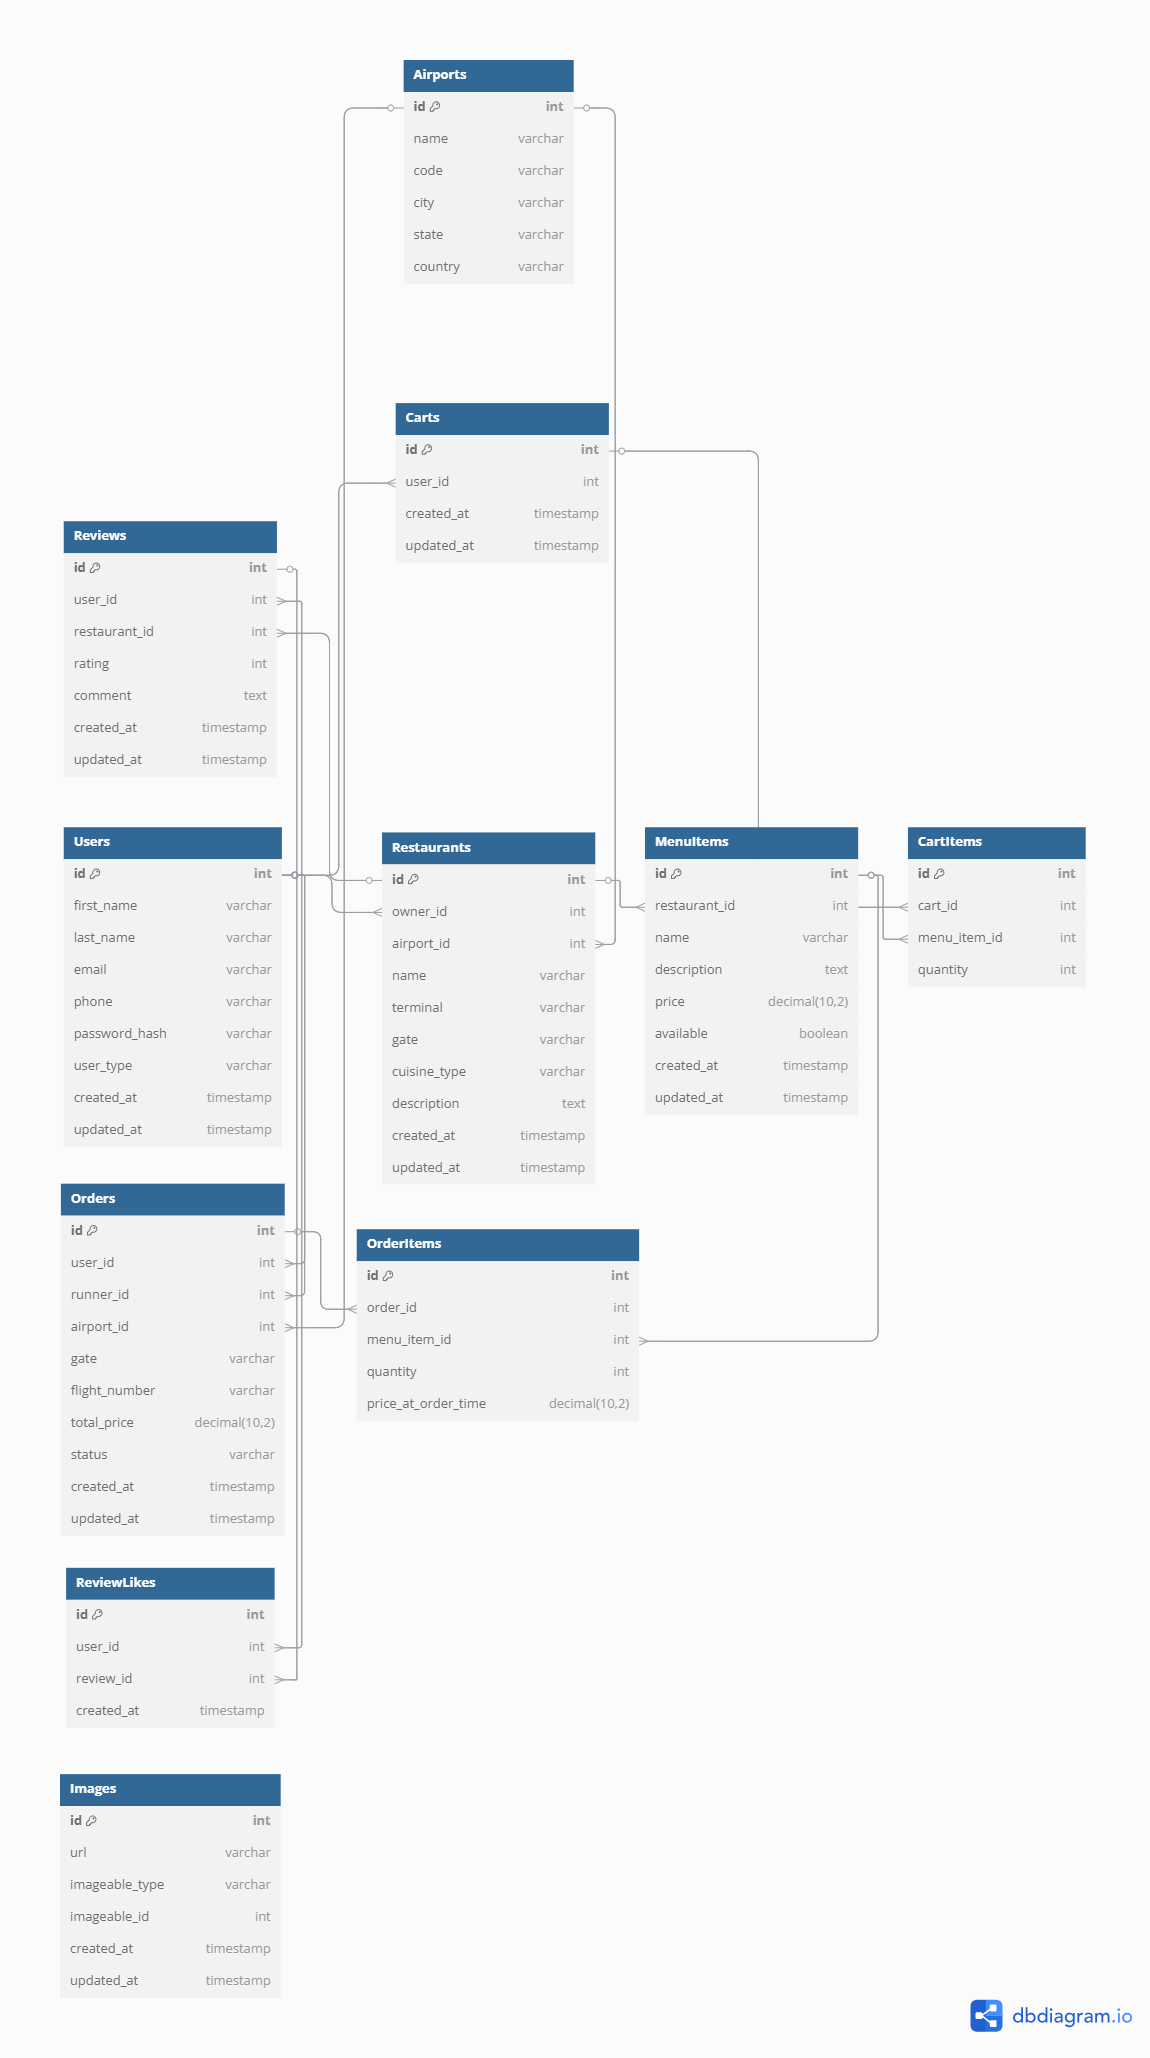 Airports
id int
name varchar
code varchar
city varchar
state varchar
country varchar
Carts
id int
user_id int
created_at timestamp
updated_at timestamp
Reviews
id int
user_id int
restaurant_id int
rating int
comment text
created_at timestamp
updated_at timestamp
Users
id int
first_name varchar
last_name varchar
email varchar
phone varchar
password_hash varchar
user_type varchar
created_at timestamp
updated_at timestamp
Restaurants
id int
owner_id int
airport_id int
name varchar
terminal varchar
gate varchar
cuisine_type varchar
description text
created_at timestamp
updated_at timestamp
MenuItems
id int
restaurant_id int
name varchar
description text
price decimal(10,2)
available boolean
created_at timestamp
updated_at timestamp
CartItems
id int
cart_id int
menu_item_id int
quantity int
Orders
id int
user_id int
runner_id int
airport_id int
gate varchar
flight_number varchar
total_price decimal(10,2)
status varchar
created_at timestamp
updated_at timestamp
OrderItems
id int
order_id int
menu_item_id int
quantity int
price_at_order_time decimal(10,2)
ReviewLikes
id int
user_id int
review_id int
created_at timestamp
Images
id int
url varchar
imageable_type varchar
imageable_id int
created_at timestamp
updated_at timestamp
dbdiagram.io